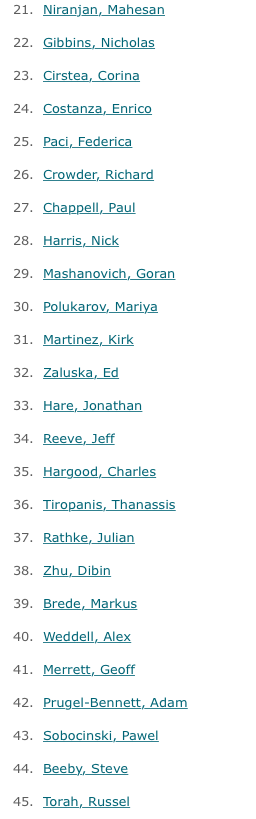 21. Niranjan, Mahesan
22. Gibbins, Nicholas
23. Cirstea, Corina
24. Costanza, Enrico
25. Paci, Federica
26. Crowder, Richard
27. Chappell, Paul
28. Harris, Nick
29. Mashanovich, Goran
30. Polukarov, Mariya
31. Martinez, Kirk
32. Zaluska, Ed
33. Hare, Jonathan
34. Reeve, Jeff
35. Hargood, Charles
36. Tiropanis, Thanassis
37. Rathke, Julian
38. Zhu, Dibin
39. Brede, Markus
40. Weddell, Alex
41. Merrett, Geoff
42. Prugel-Bennett, Adam
43. Sobocinski, Pawel
44. Beeby, Steve
45. Torah, Russel